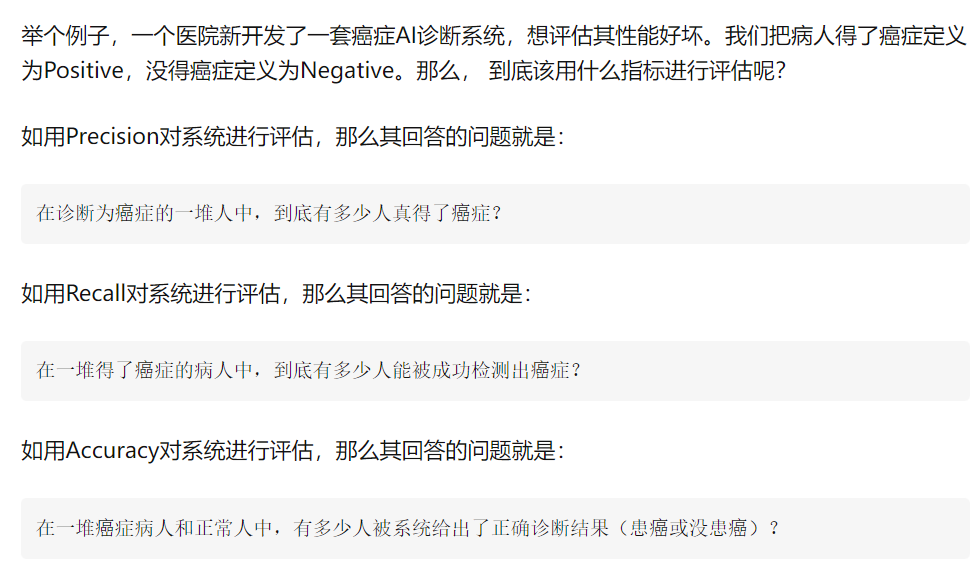 举个例子，一个医院新开发了一套癌症AI诊断系统，想评估其性能好坏。我们把病人得了癌症定义
为Positive，没得癌症定义为Negative。那么， 到底该用什么指标进行评估呢？
如用Precision对系统进行评估，那么其回答的问题就是：
在诊断为癌症的一堆人中，到底有多少人真得了癌症？
如用Recall对系统进行评估，那么其回答的问题就是：
在一堆得了癌症的病人中，到底有多少人能被成功检测出癌症？
如用Accuracy对系统进行评估，那么其回答的问题就是：
在一堆癌症病人和正常人中，有多少人被系统给出了正确诊断结果（患癌或没患癌）？